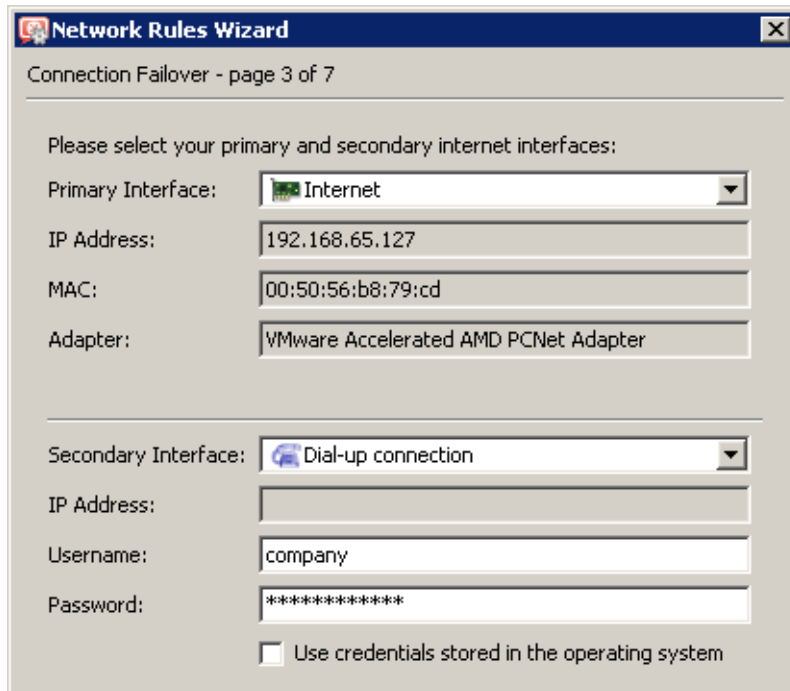 Network Rules Wizard
Connection Failover - page 3 of 7
Please select your primary and secondary internet interfaces:
Primary Interface: Internet
IP Address: 192.168.65.127
MAC: 00:50:56:b8:79:cd
Adapter: VMware Accelerated AMD PCNet Adapter
Secondary Interface: Dial-up connection
IP Address:
Username: company
Password: ************
Use credentials stored in the operating system